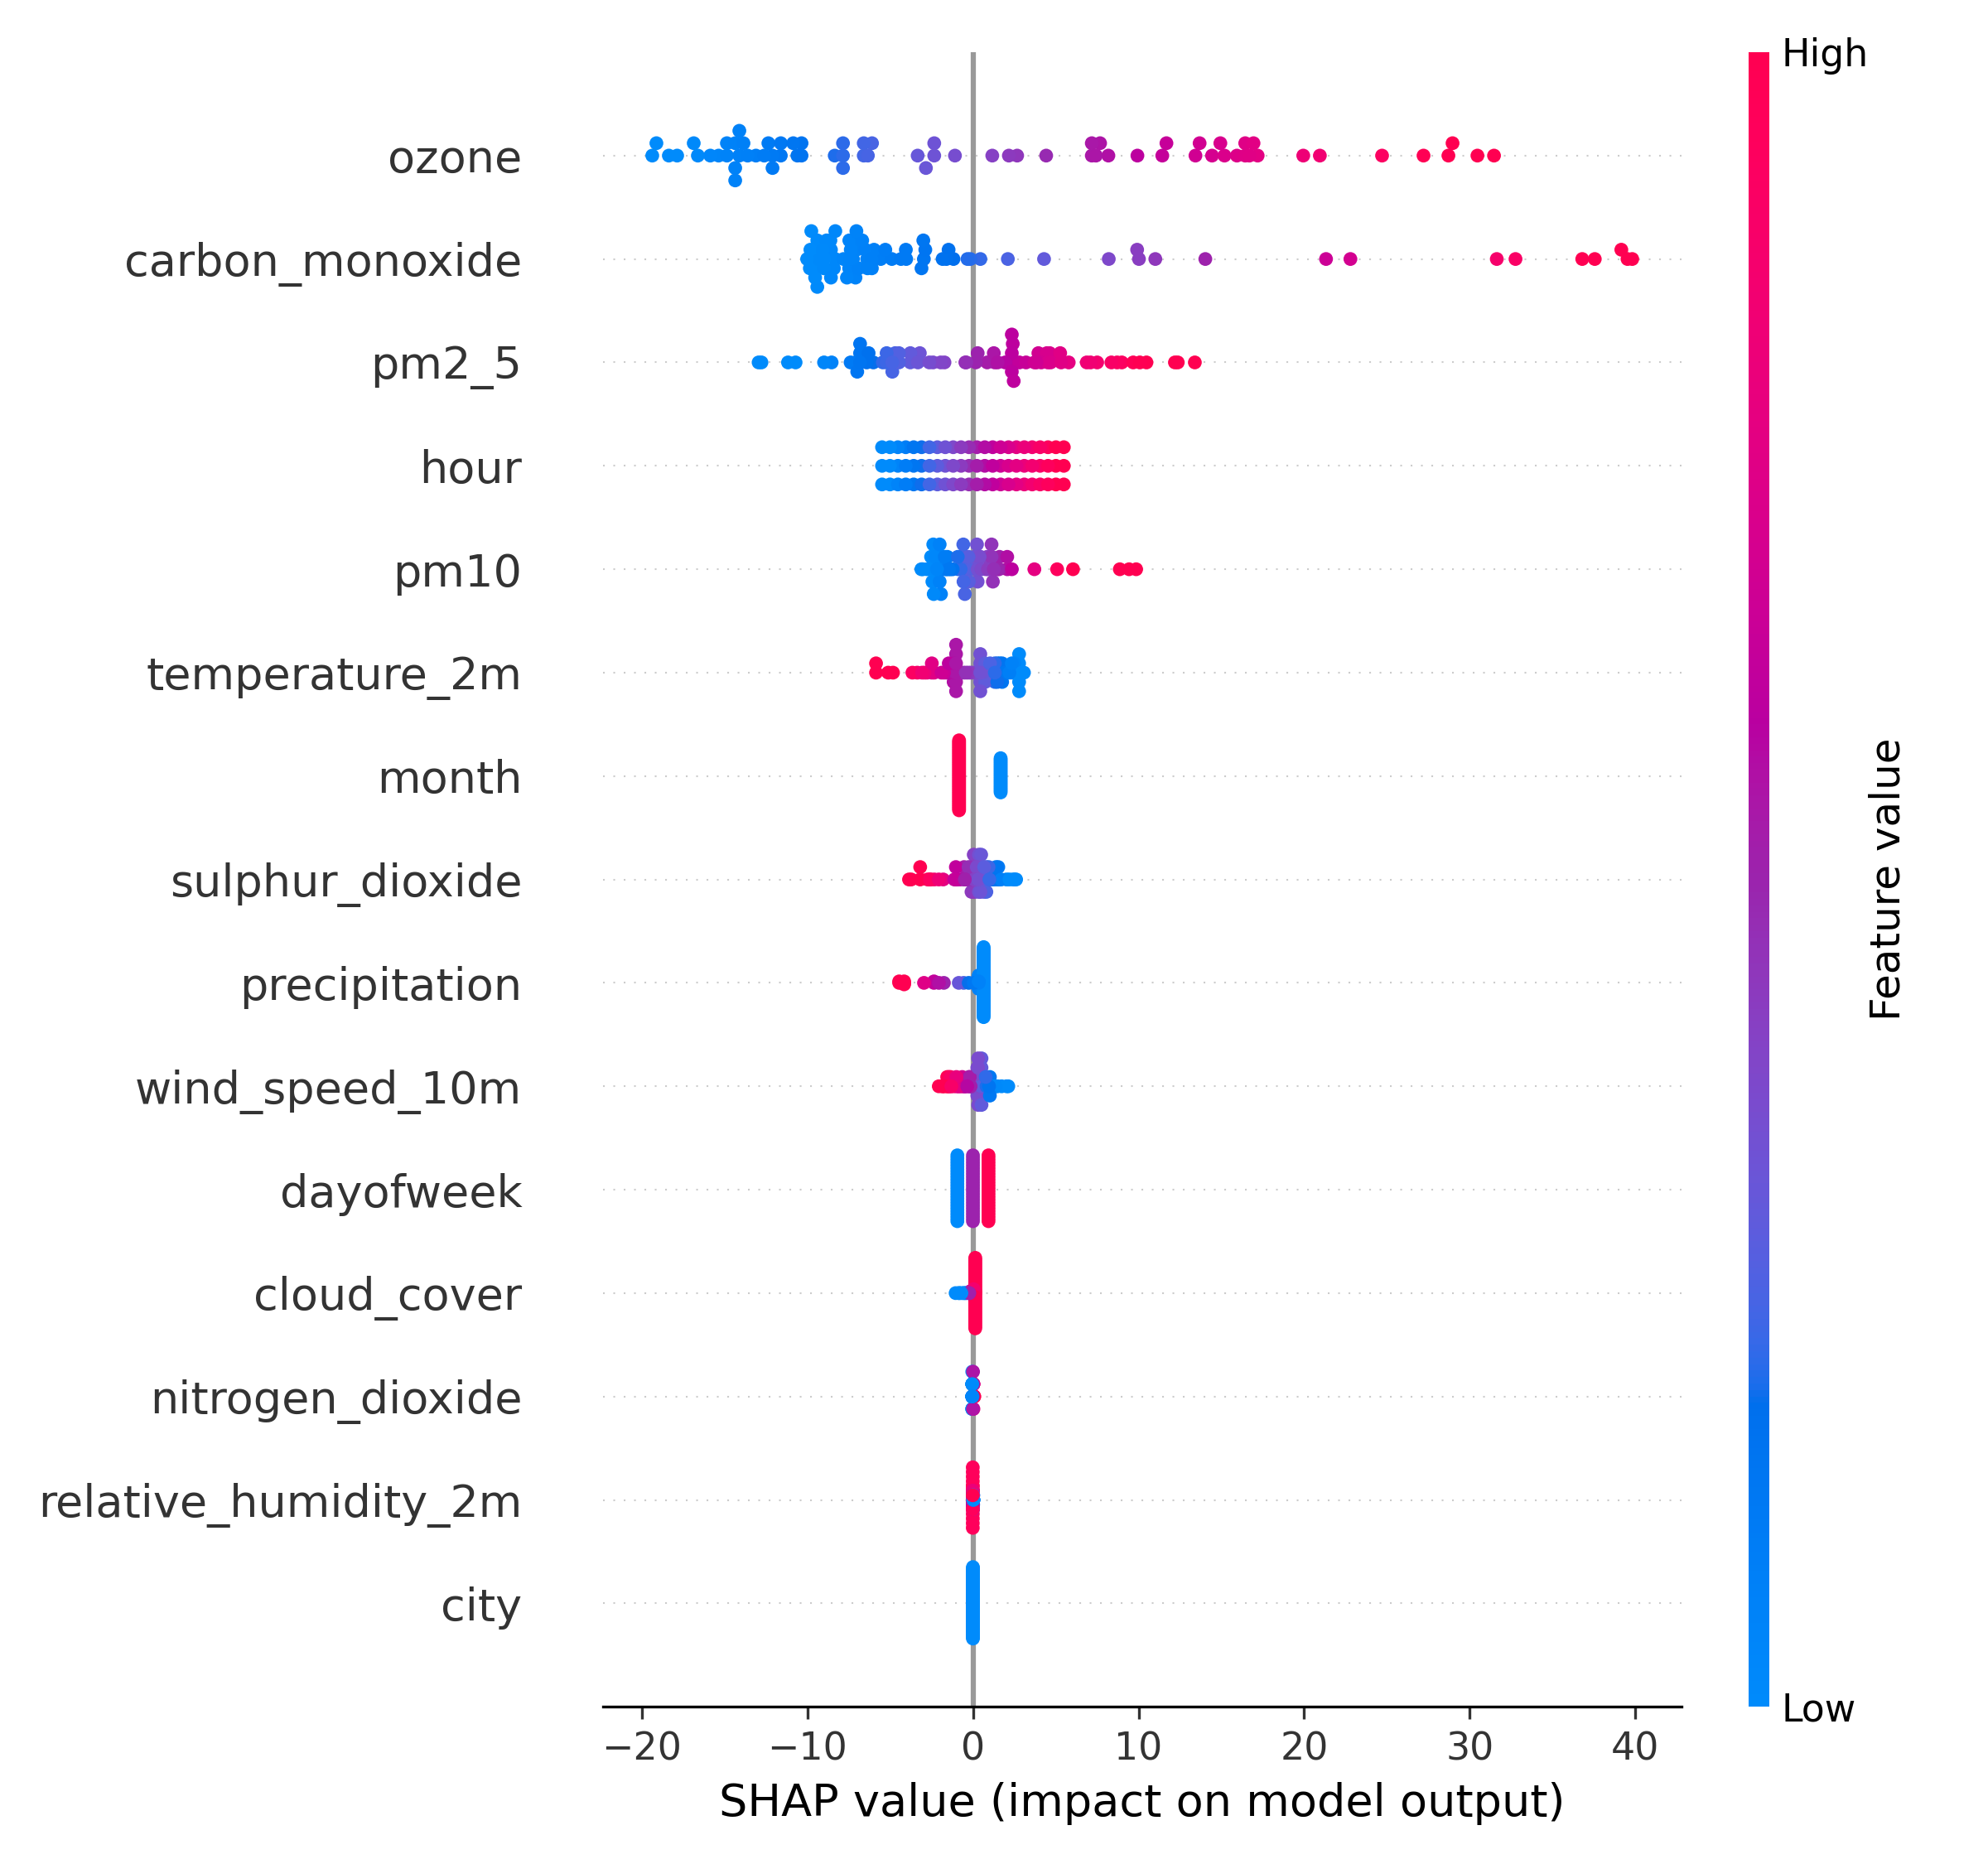 High
ozone
carbon_monoxide
pm2_5
hour
pm10
temperature_2m
month
sulphur_dioxide
precipitation
wind_speed_10m
dayofweek
cloud_cover
nitrogen_dioxide
relative_humidity_2m
city
Feature value
Low
−20 −10 0 10 20 30 40
SHAP value (impact on model output)